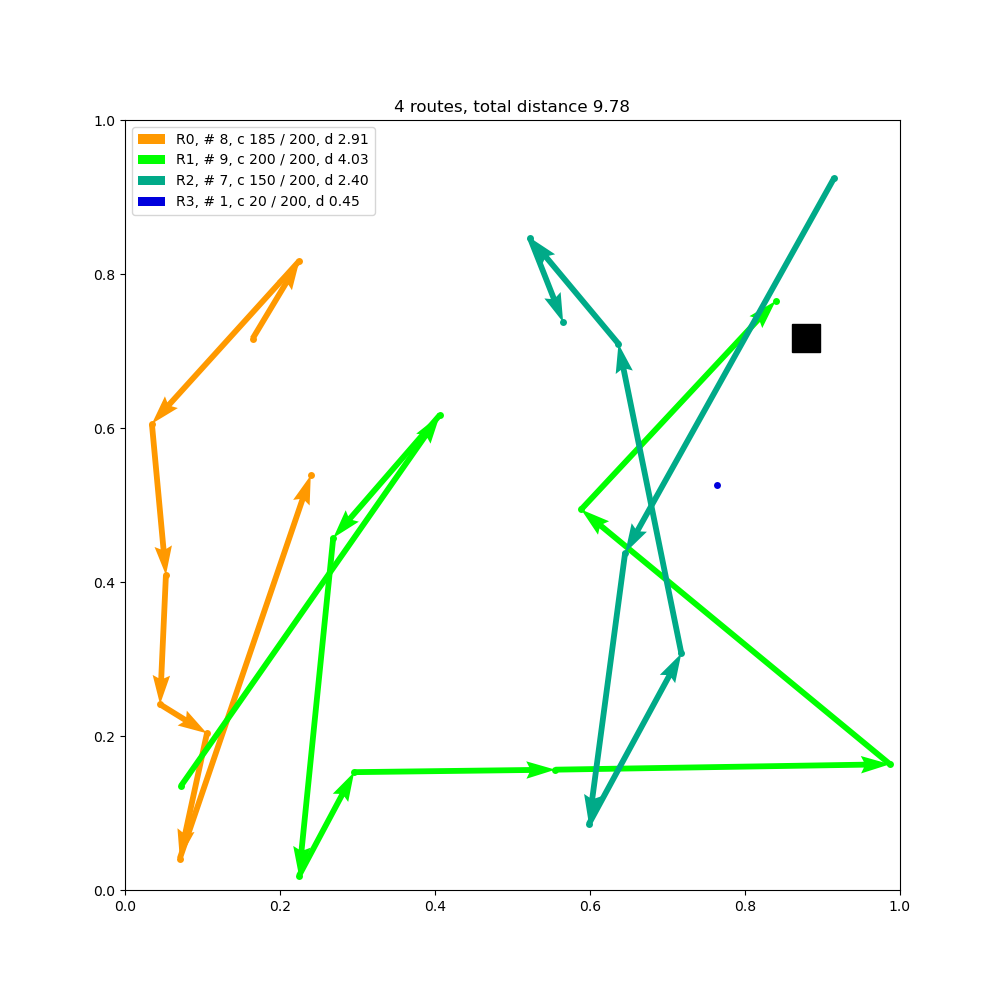 4 routes, total distance 9.78
1.0
R0, # 8, c 185 / 200, d 2.91
R1, # 9, c 200 / 200, d 4.03
R2, # 7, c 150 / 200, d 2.40
R3, # 1, c 20 / 200, d 0.45
0.8
0.6
0.4
0.2
0.0
0.0 0.2 0.4 0.6 0.8 1.0